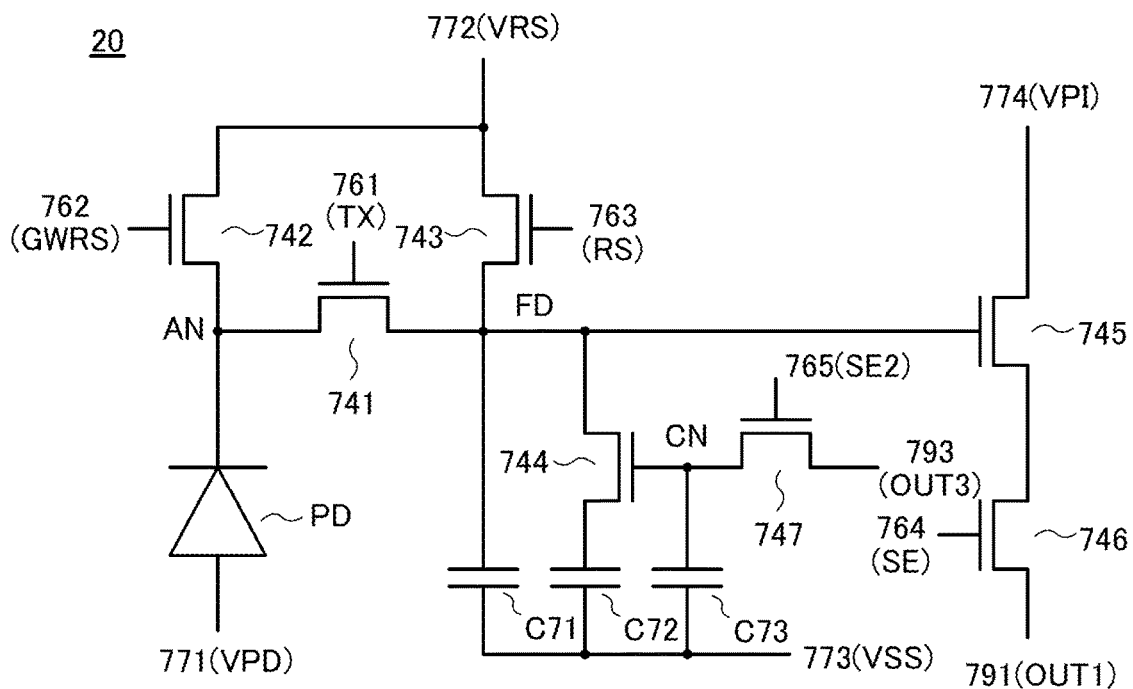 20
772(VRS)
774(VPI)
762
(GWRS)
742
761
(TX)
743
763
(RS)
AN
FD
741
745
765(SE2)
744
CN
793
(OUT3)
747
764
(SE)
746
PD
C71
C72
C73
771(VPD)
773(VSS)
791(OUT1)